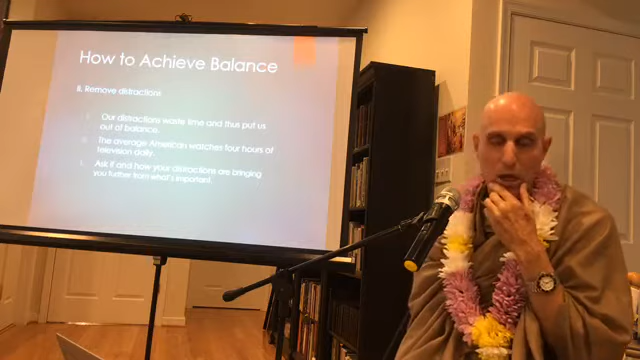 How to Achieve Balance
B. Remove distractions
Our distractions waste time and thus put us
out of balance.
The average American watches four hours of
television daily.
Ask if and how your distractions are bringing
you further from what's important.